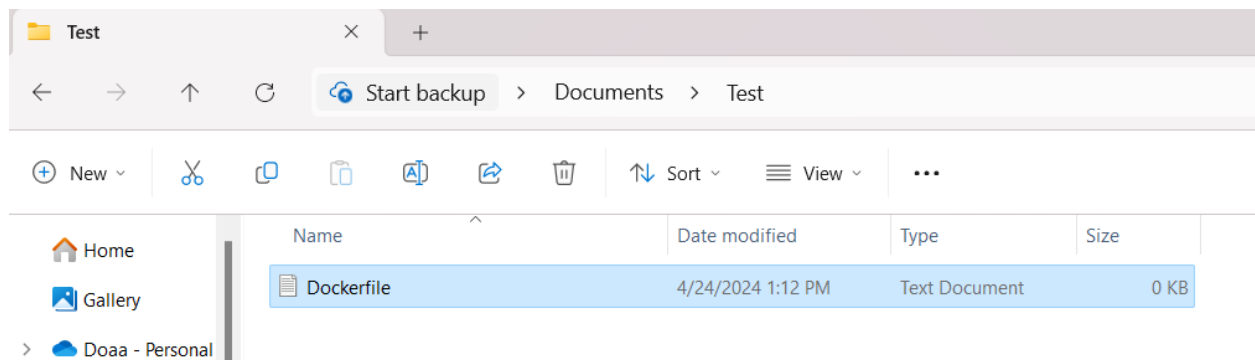 Test
Start backup > Documents > Test
New
Sort
View
Name Date modified Type Size
Home
Dockerfile 4/24/2024 1:12 PM Text Document 0 KB
Gallery
Doaa - Personal